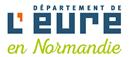 DÉPARTEMENT DE
L'eure
en Normandie